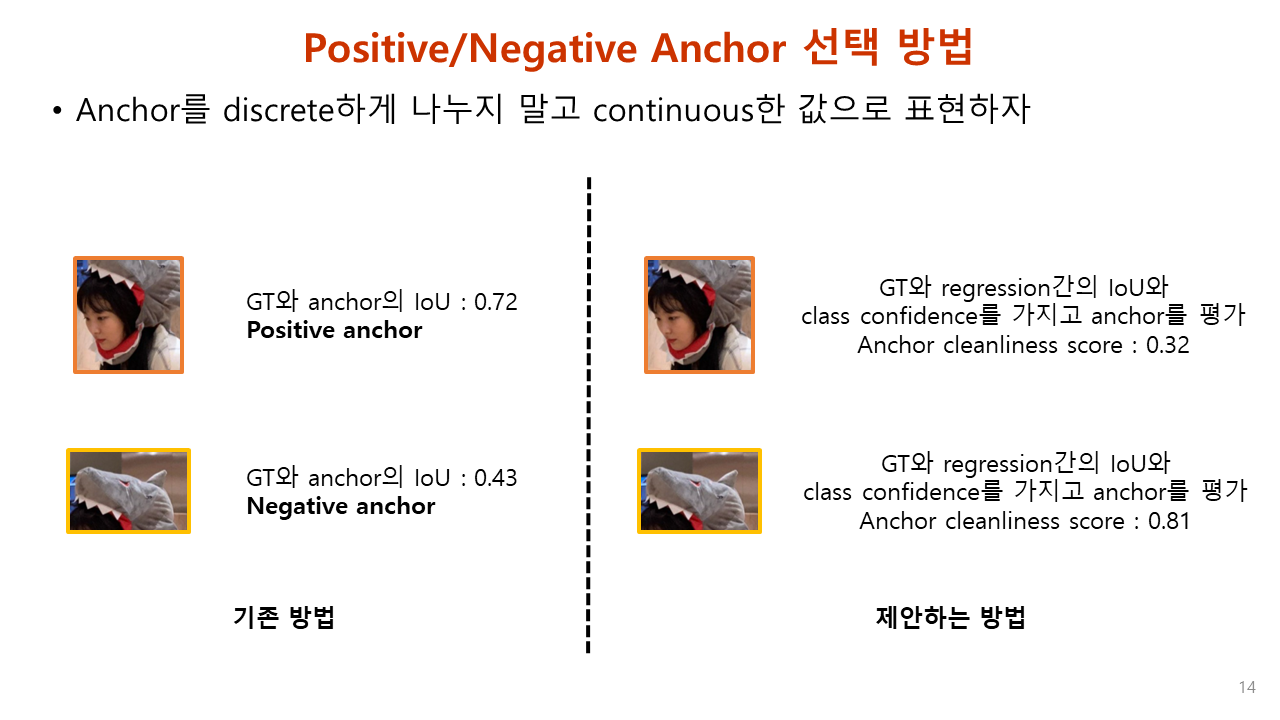 Positive/Negative Anchor 선택 방법
• Anchor를 discrete하게 나누지 말고 continuous한 값으로 표현하자
GT와 anchor의 IoU : 0.72
Positive anchor
GT와 anchor의 IoU : 0.43
Negative anchor
기존 방법
GT와 regression간의 IoU와
class confidence를 가지고 anchor를 평가
Anchor cleanliness score : 0.32
GT와 regression간의 IoU와
class confidence를 가지고 anchor를 평가
Anchor cleanliness score : 0.81
제안하는 방법
14